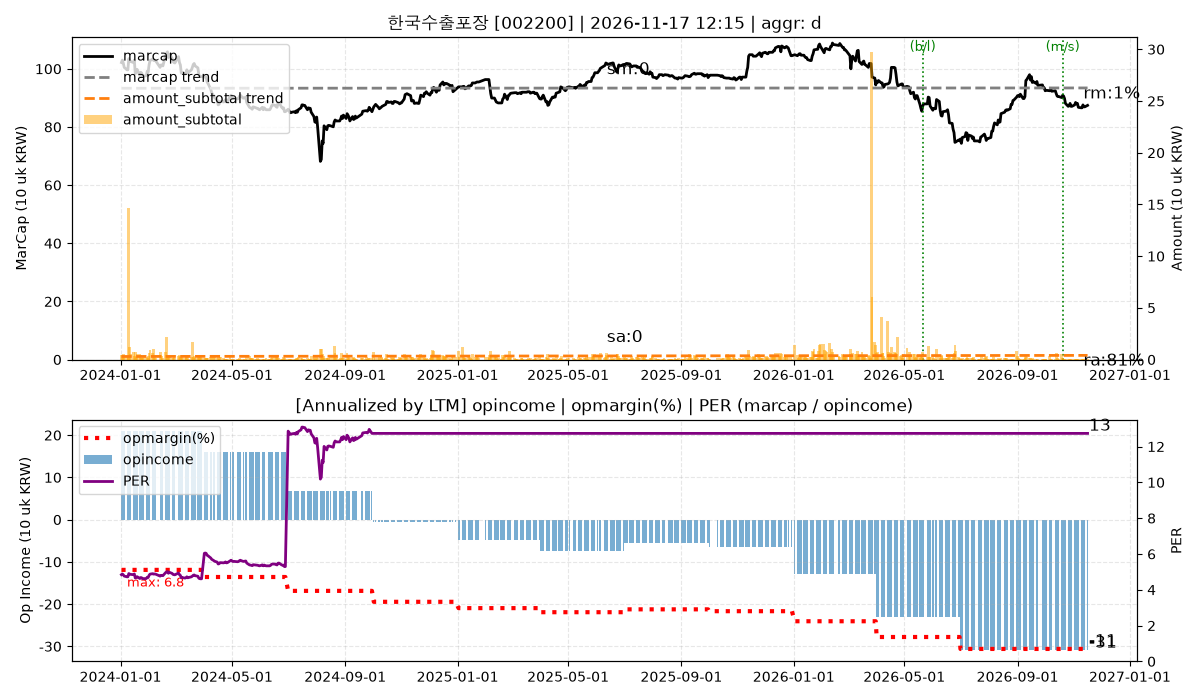 한국수출포장 [002200] | 2026-11-17 12:15 | aggr: d
marcap
marcap trend
amount_subtotal trend
amount_subtotal
sm:0
(b/l)
(m/s)
rm:1%
sa:0
ra:81%
MarCap (10 uk KRW)
100
80
60
40
20
0
Amount (10 uk KRW)
30
25
20
15
10
5
0
2024-01-01 2024-05-01 2024-09-01 2025-01-01 2025-05-01 2025-09-01 2026-01-01 2026-05-01 2026-09-01 2027-01-01
[Annualized by LTM] opincome | opmargin(%) | PER (marcap / opincome)
opmargin(%)
opincome
PER
max: 6.8
13
-31
Op Income (10 uk KRW)
20
10
0
-10
-20
-30
PER
12
10
8
6
4
2
0
2024-01-01 2024-05-01 2024-09-01 2025-01-01 2025-05-01 2025-09-01 2026-01-01 2026-05-01 2026-09-01 2027-01-01